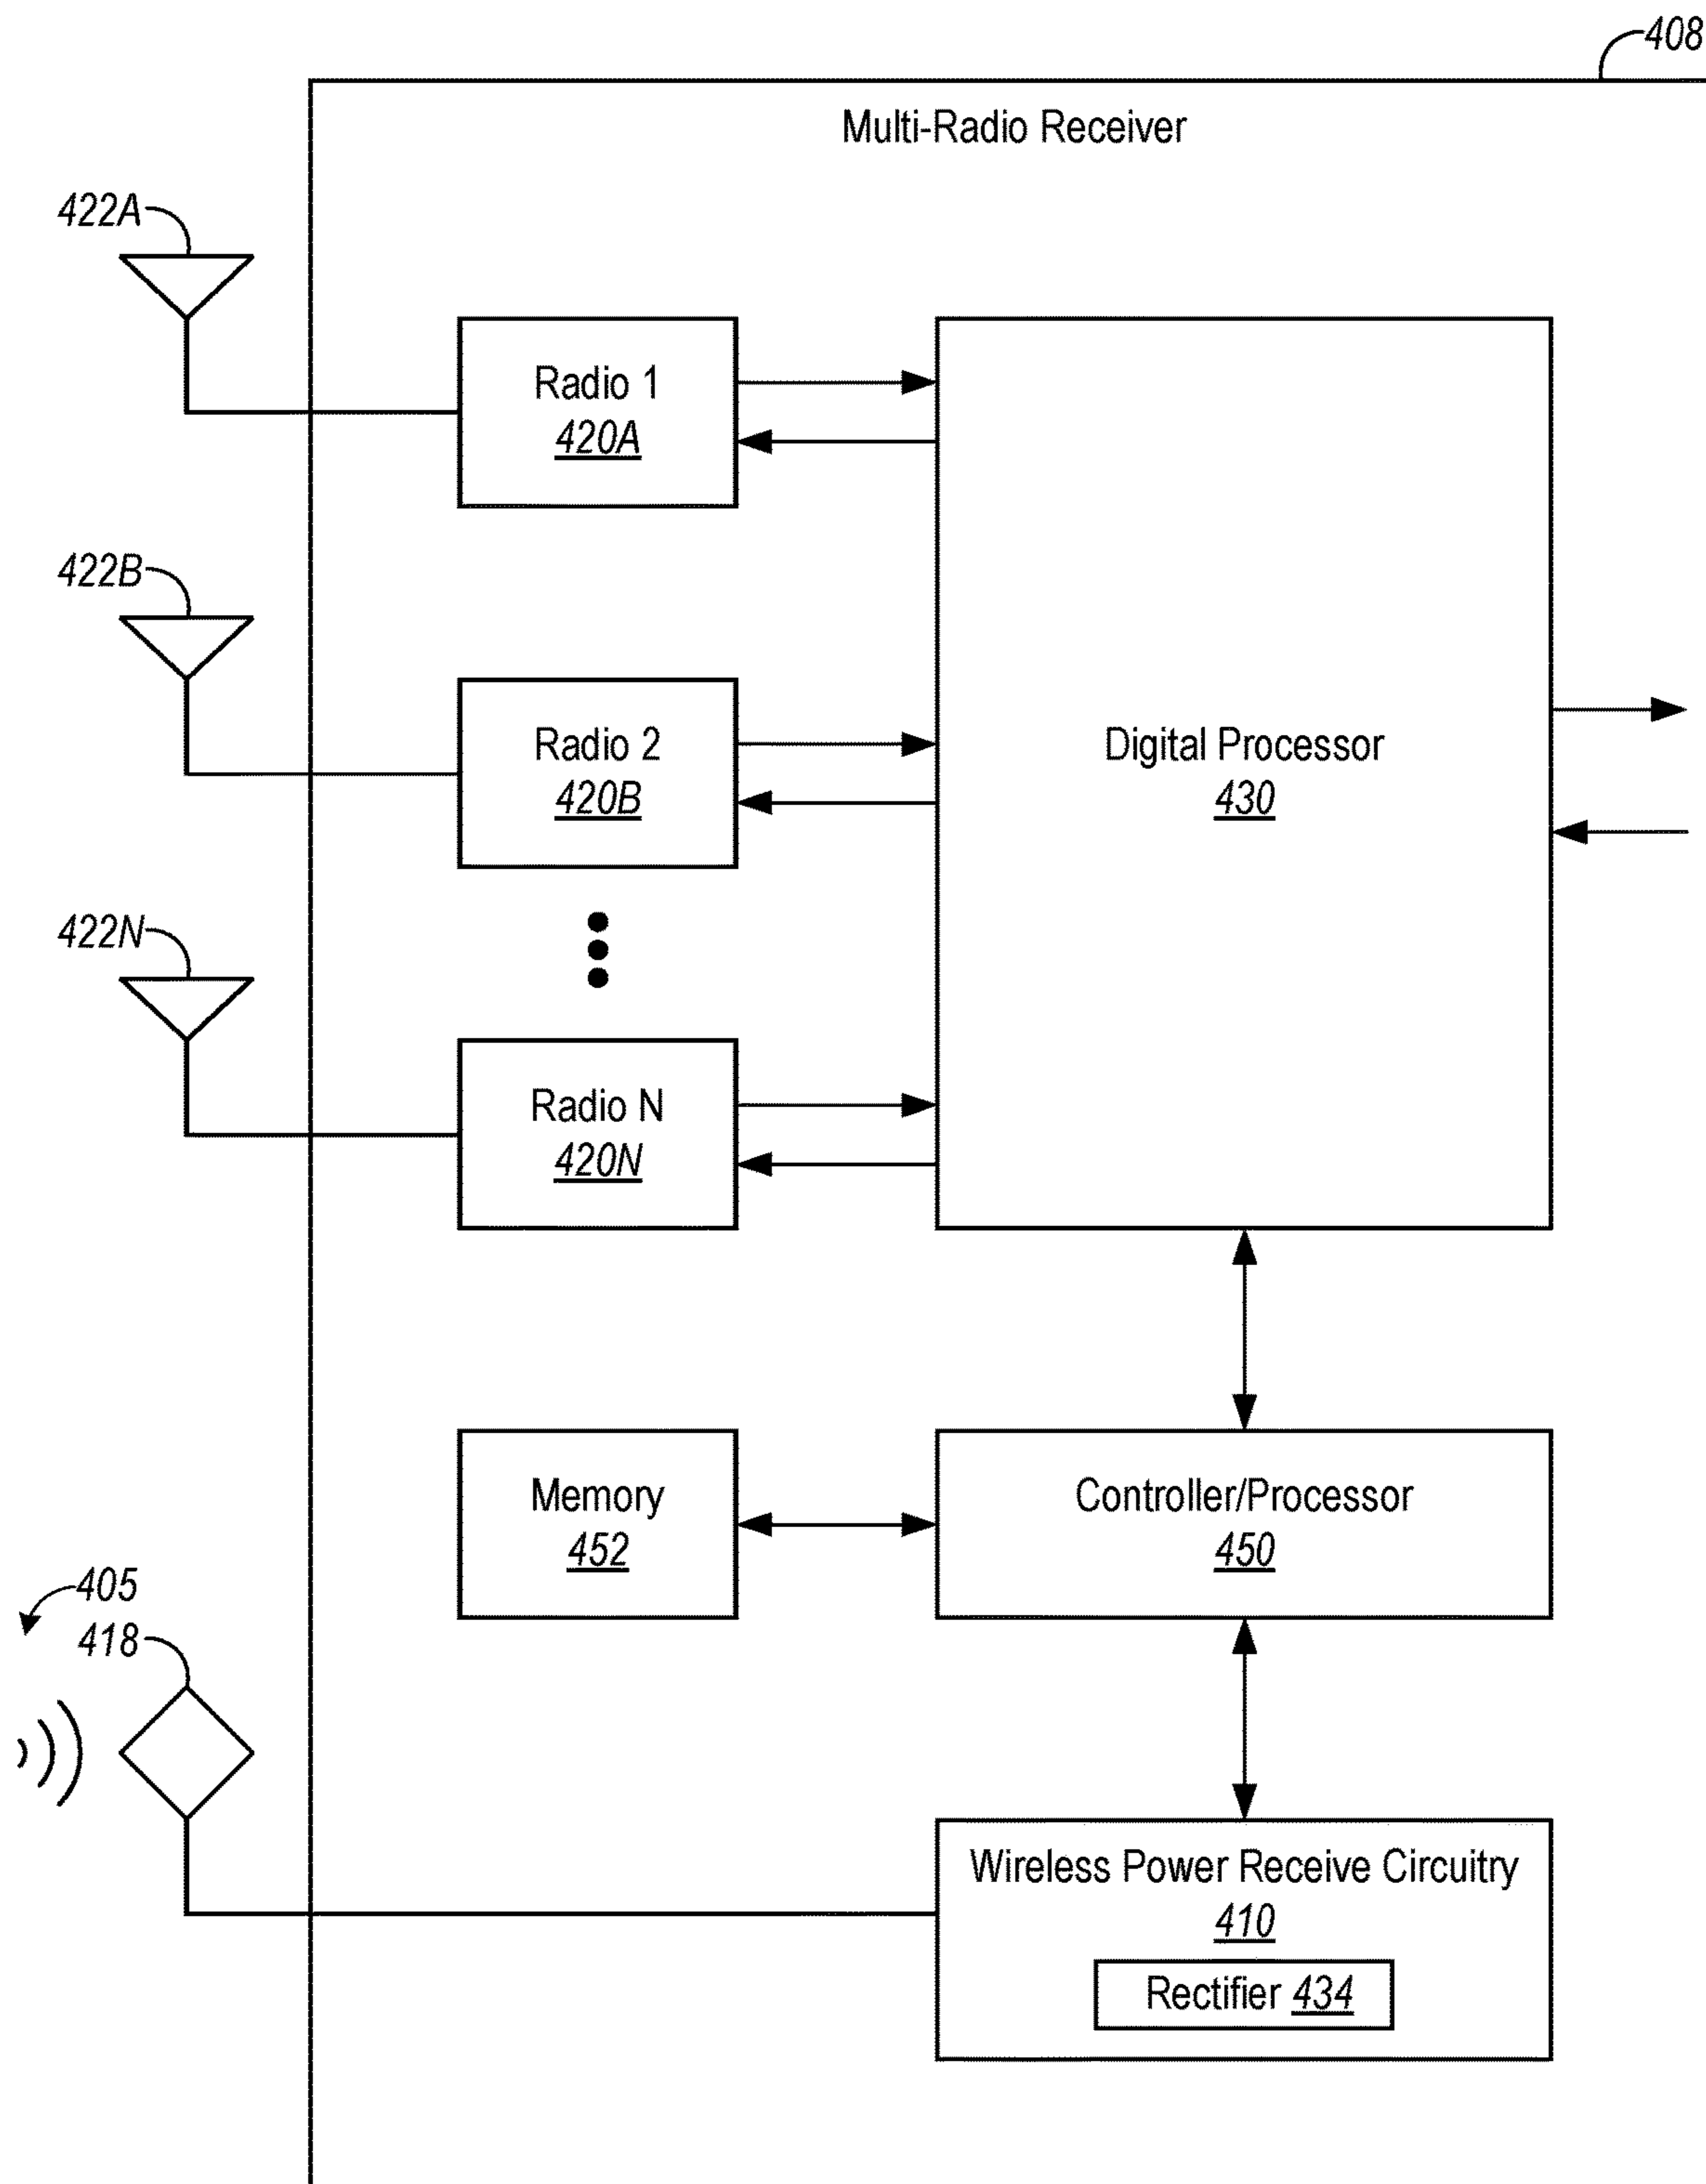 408
Multi-Radio Receiver
422A
Radio 1
420A
422B
Radio 2
420B
Digital Processor
430
422N
Radio N
420N
Memory
452
Controller/Processor
450
405
418
Wireless Power Receive Circuitry
410
Rectifier 434